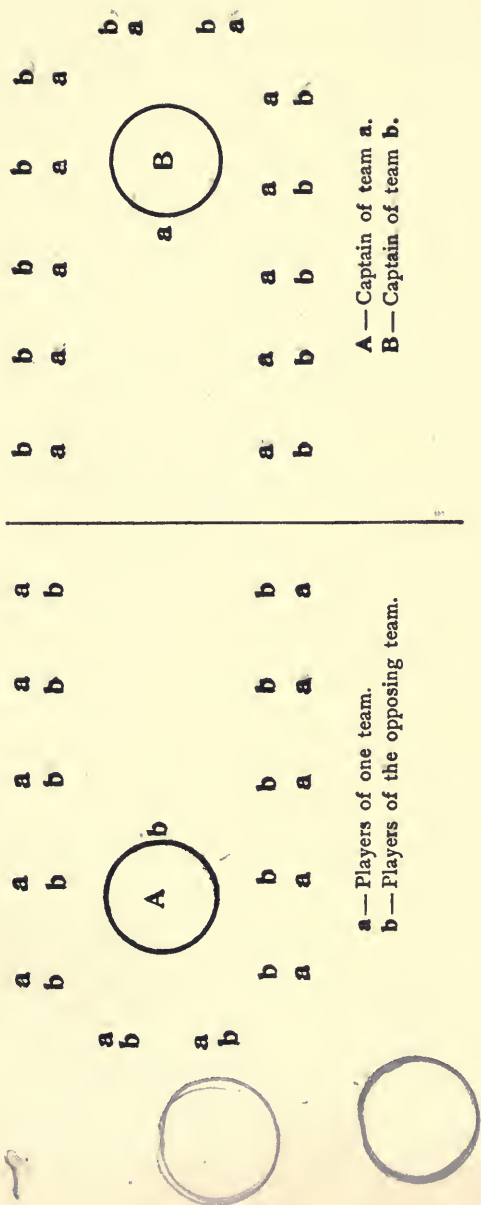 a a a a a b b b b b
b b b b b a a a a a
a b
b a
A b a B
a b
b a
b b b b b a a a a a
a a a a a b b b b b
a — Players of one team.
b — Players of the opposing team.
A — Captain of team a.
B — Captain of team b.